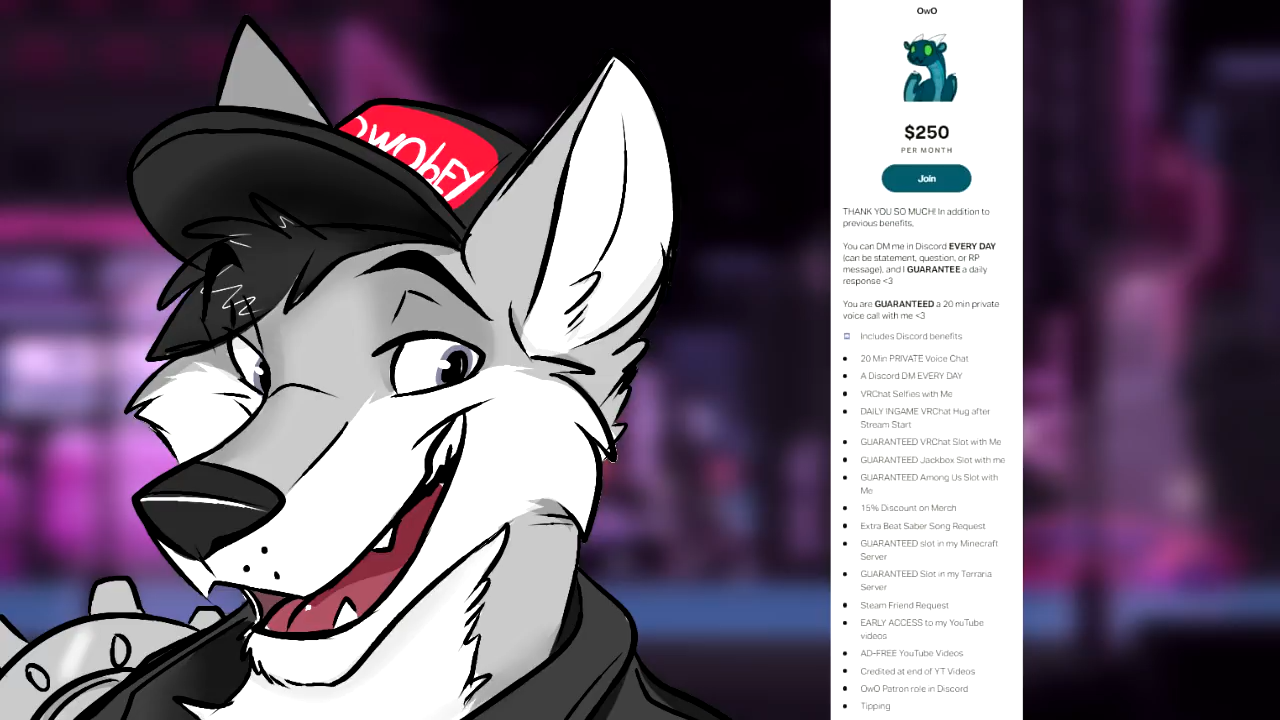 OwObEY
OwO
$250
PER MONTH
Join
THANK YOU SO MUCH! In addition to
previous benefits,
You can DM me in Discord EVERY DAY
(can be statement, question, or RP
message), and I GUARANTEE a daily
response <3
You are GUARANTEED a 20 min private
voice call with me <3
Includes Discord benefits
20 Min PRIVATE Voice Chat
A Discord DM EVERY DAY
VRChat Selfies with Me
DAILY INGAME VRChat Hug after
Stream Start
GUARANTEED VRChat Slot with Me
GUARANTEED Jackbox Slot with me
GUARANTEED Among Us Slot with
Me
15% Discount on Merch
Extra Beat Saber Song Request
GUARANTEED slot in my Minecraft
Server
GUARANTEED Slot in my Terraria
Server
Steam Friend Request
EARLY ACCESS to my YouTube
videos
AD-FREE YouTube Videos
Credited at end of YT Videos
OwO Patron role in Discord
Tipping